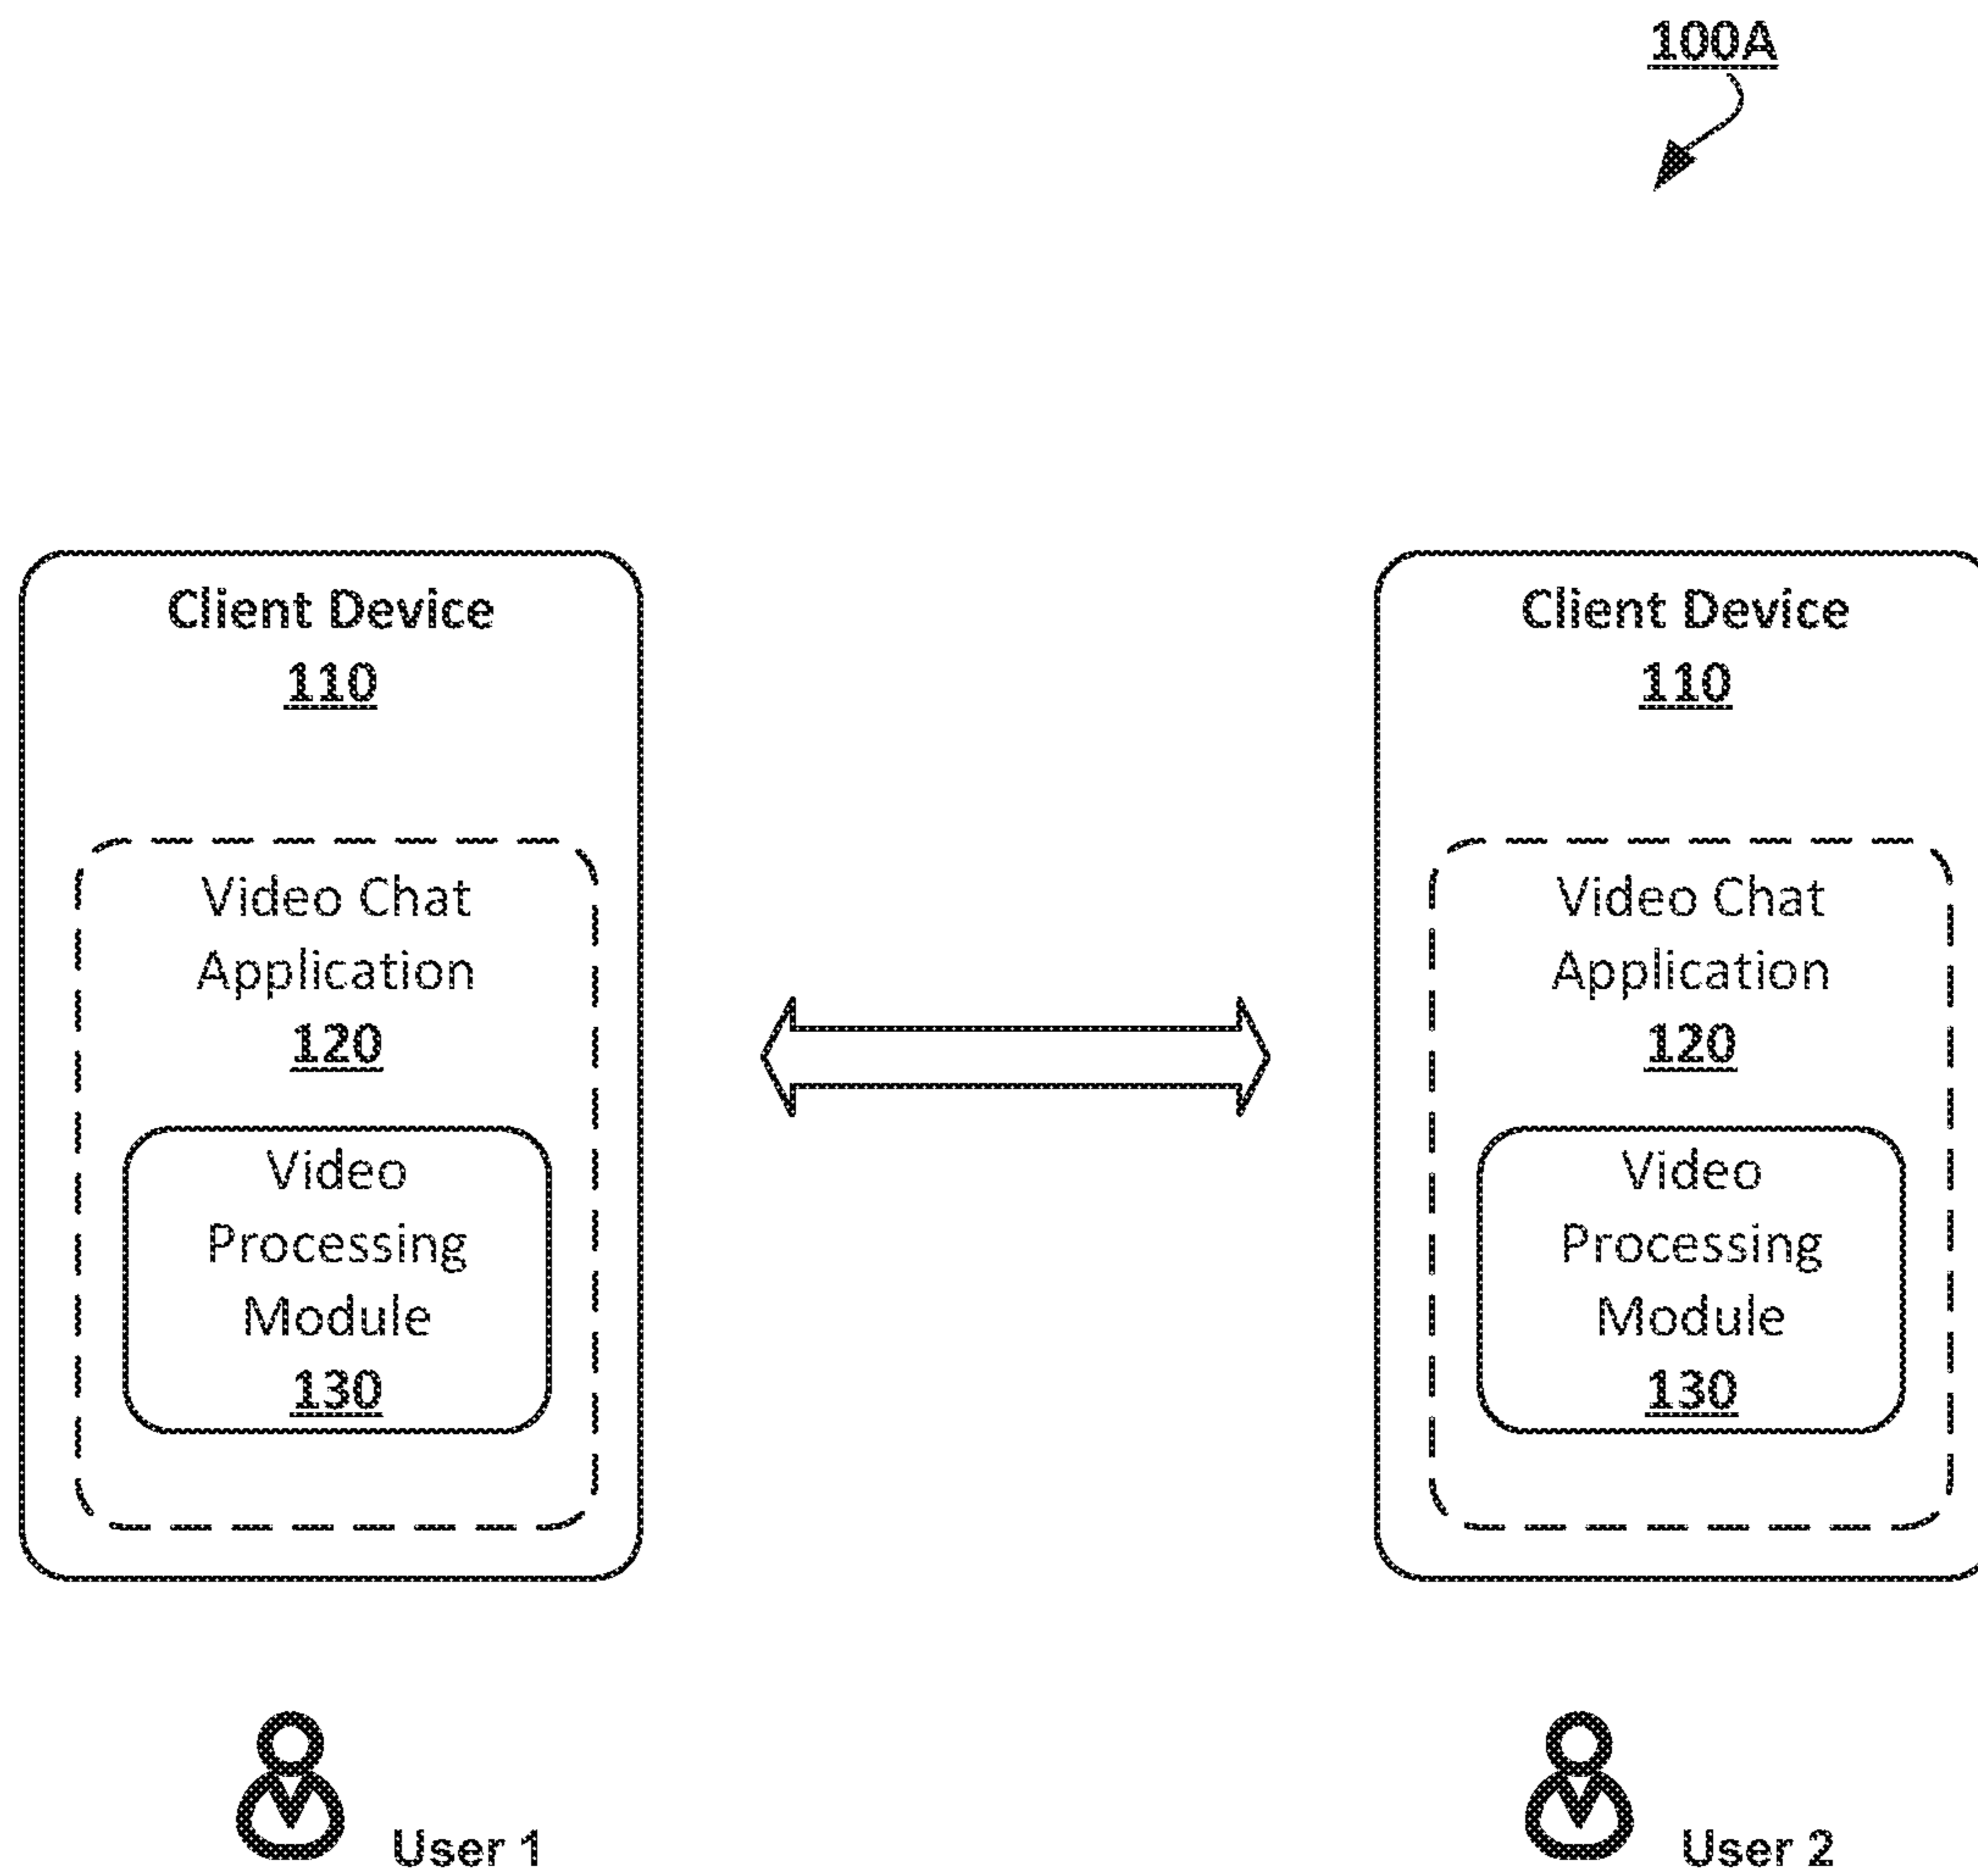 100A
Client Device
110
Video Chat
Application
120
Video
Processing
Module
130
User 1
Client Device
110
Video Chat
Application
120
Video
Processing
Module
130
User 2